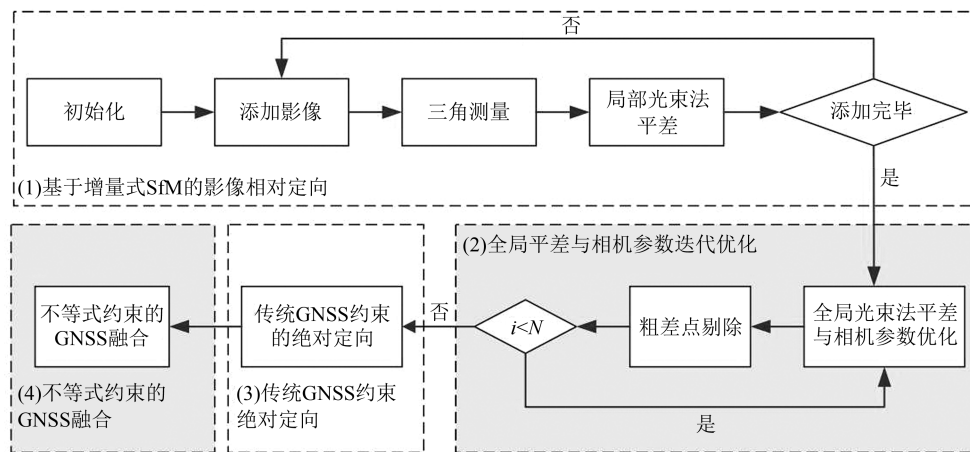 否
初始化
添加影像
三角测量
局部光束法
平差
添加完毕
(1)基于增量式SfM的影像相对定向
是
(2)全局平差与相机参数迭代优化
不等式约束的
GNSS融合
传统GNSS约束
的绝对定向
否
i<N
粗差点剔除
全局光束法平差
与相机参数优化
(4)不等式约束的
GNSS融合
(3)传统GNSS约束
绝对定向
是